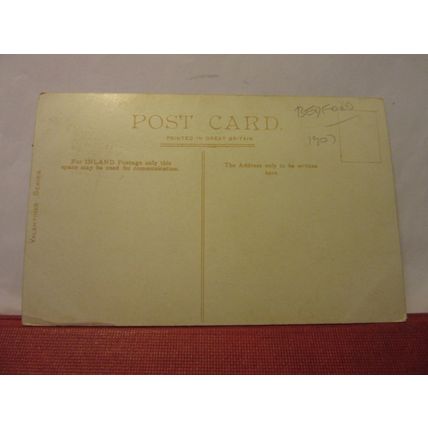 BEDFORD
1907
POST CARD.
PRINTED IN GREAT BRITAIN.
For INLAND Postage only this
space may be used for communication.
The Address only to be written
here
VALENTINES SERIES